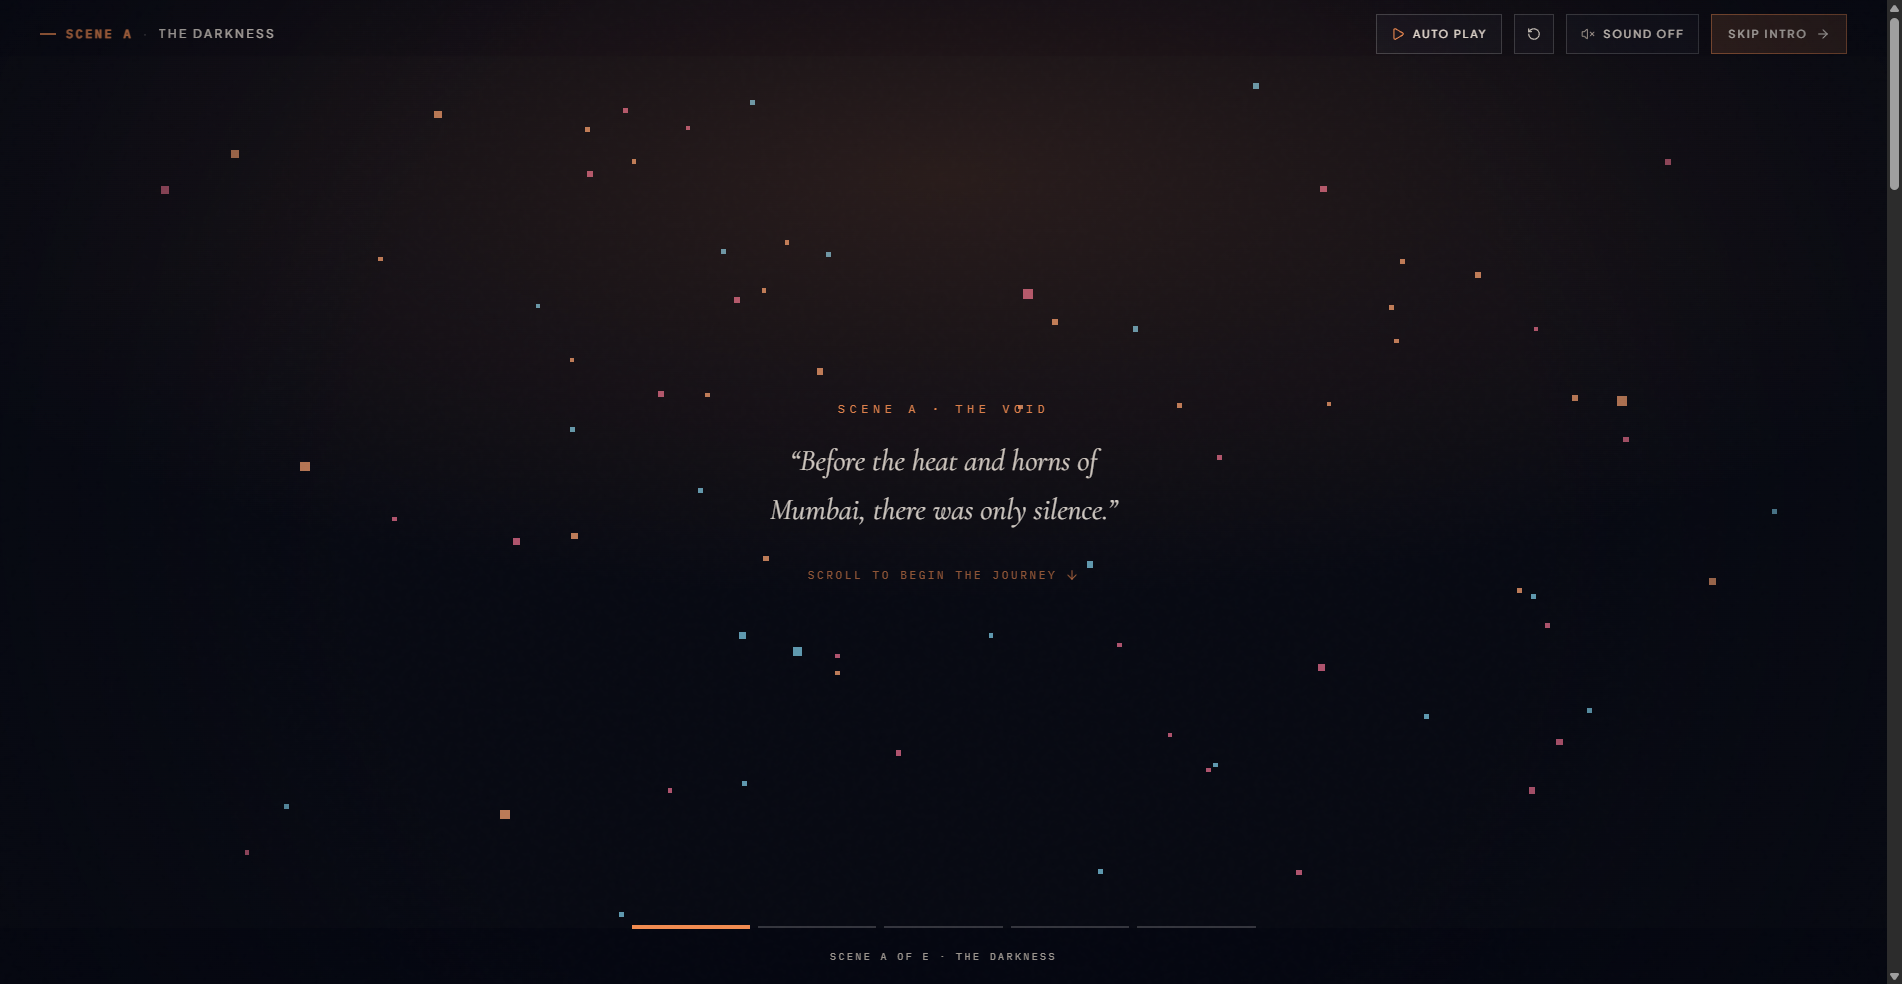 — SCENE A · THE DARKNESS
AUTO PLAY
SOUND OFF
SKIP INTRO →
SCENE A · THE VOID
“Before the heat and horns of
Mumbai, there was only silence.”
SCROLL TO BEGIN THE JOURNEY ↓
SCENE A OF E · THE DARKNESS